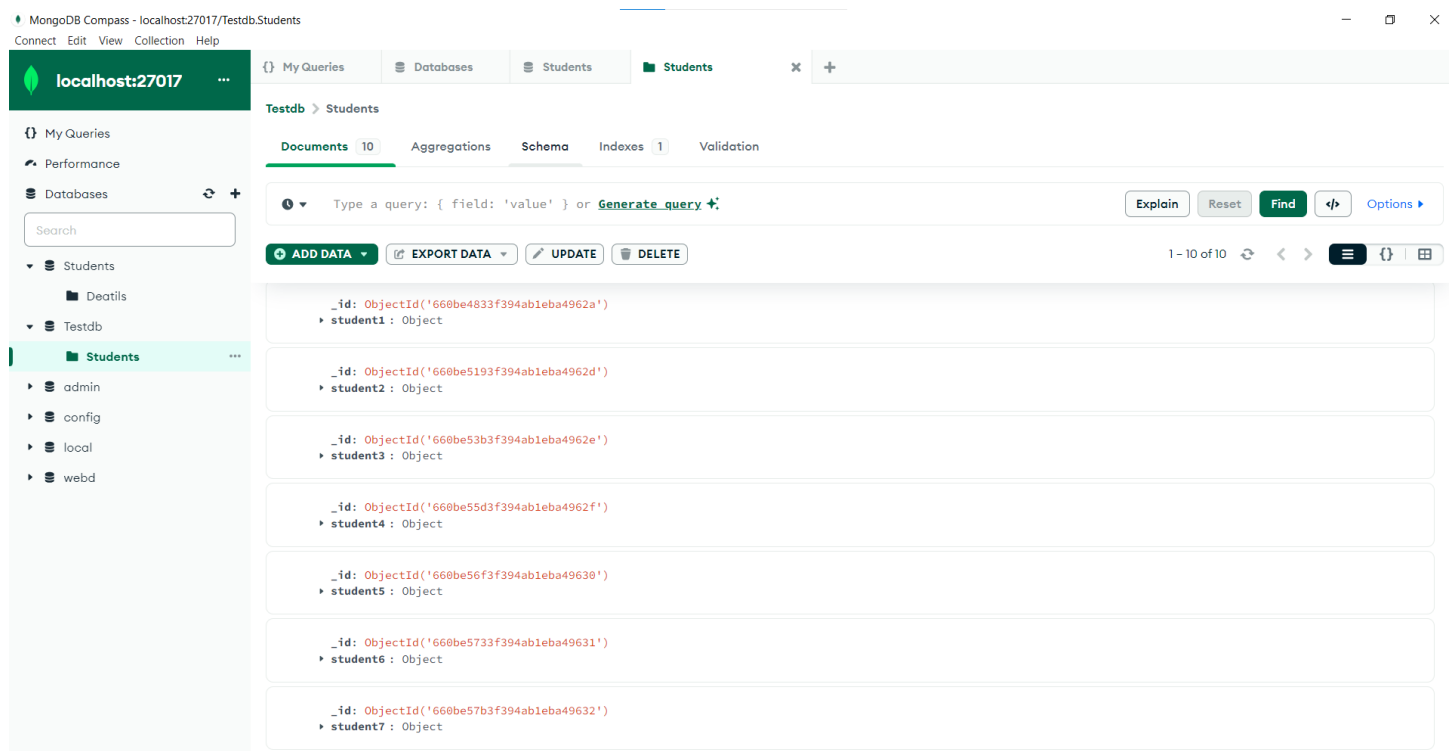 MongoDB Compass - localhost:27017/Testdb.Students
Connect Edit View Collection Help
localhost:27017 ...
{} My Queries
Performance
Databases
Search
Students
Deatils
Testdb
Students ...
admin
config
local
webd
{} My Queries Databases Students Students
Testdb > Students
Documents 10 Aggregations Schema Indexes 1 Validation
Type a query: { field: 'value' } or Generate query Explain Reset Find </> Options
ADD DATA EXPORT DATA UPDATE DELETE 1 – 10 of 10 {}
_id: ObjectId('660be4833f394ab1eba4962a')
student1 : Object
_id: ObjectId('660be5193f394ab1eba4962d')
student2 : Object
_id: ObjectId('660be53b3f394ab1eba4962e')
student3 : Object
_id: ObjectId('660be55d3f394ab1eba4962f')
student4 : Object
_id: ObjectId('660be56f3f394ab1eba49630')
student5 : Object
_id: ObjectId('660be5733f394ab1eba49631')
student6 : Object
_id: ObjectId('660be57b3f394ab1eba49632')
student7 : Object